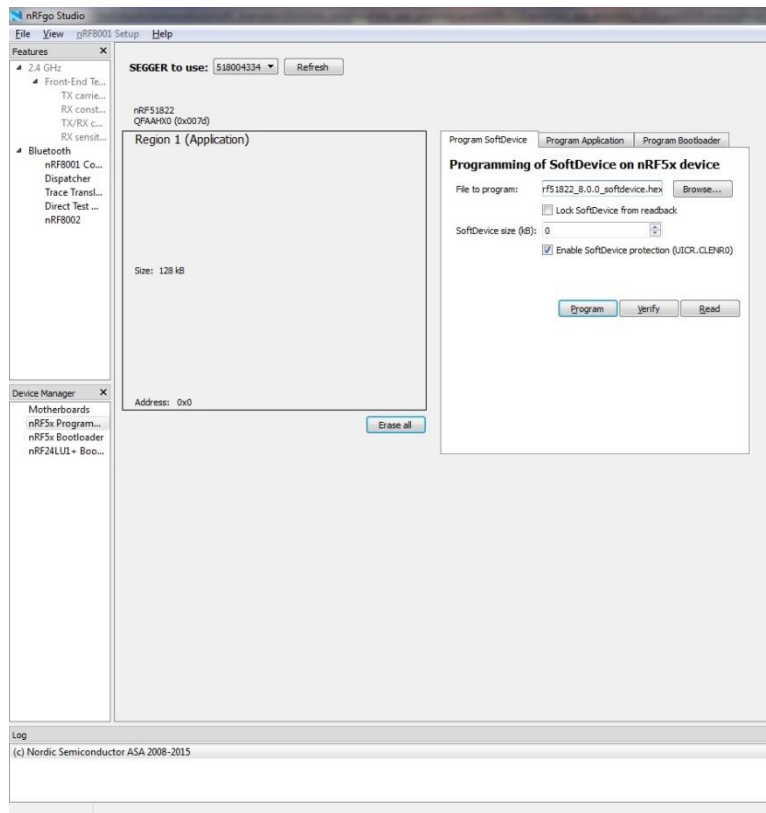 nRFgo Studio
File View nRF8001 Setup Help
Features X
2.4 GHz
Front-End Te...
TX carrie...
RX const...
TX/RX c...
RX sensit...
Bluetooth
nRF8001 Co...
Dispatcher
Trace Transl...
Direct Test ...
nRF8002
Device Manager X
Motherboards
nRF5x Program...
nRF5x Bootloader
nRF24LU1+ Boo...
SEGGER to use: 518004334 Refresh
nRF51822
QFAAHX0 (0x007d)
Region 1 (Application)
Size: 128 kB
Address: 0x0
Erase all
Program SoftDevice Program Application Program Bootloader
Programming of SoftDevice on nRF5x device
File to program: rf51822_8.0.0_softdevice.hex Browse...
Lock SoftDevice from readback
SoftDevice size (kB): 0
Enable SoftDevice protection (UICR.CLENR0)
Program Verify Read
Log
(c) Nordic Semiconductor ASA 2008-2015